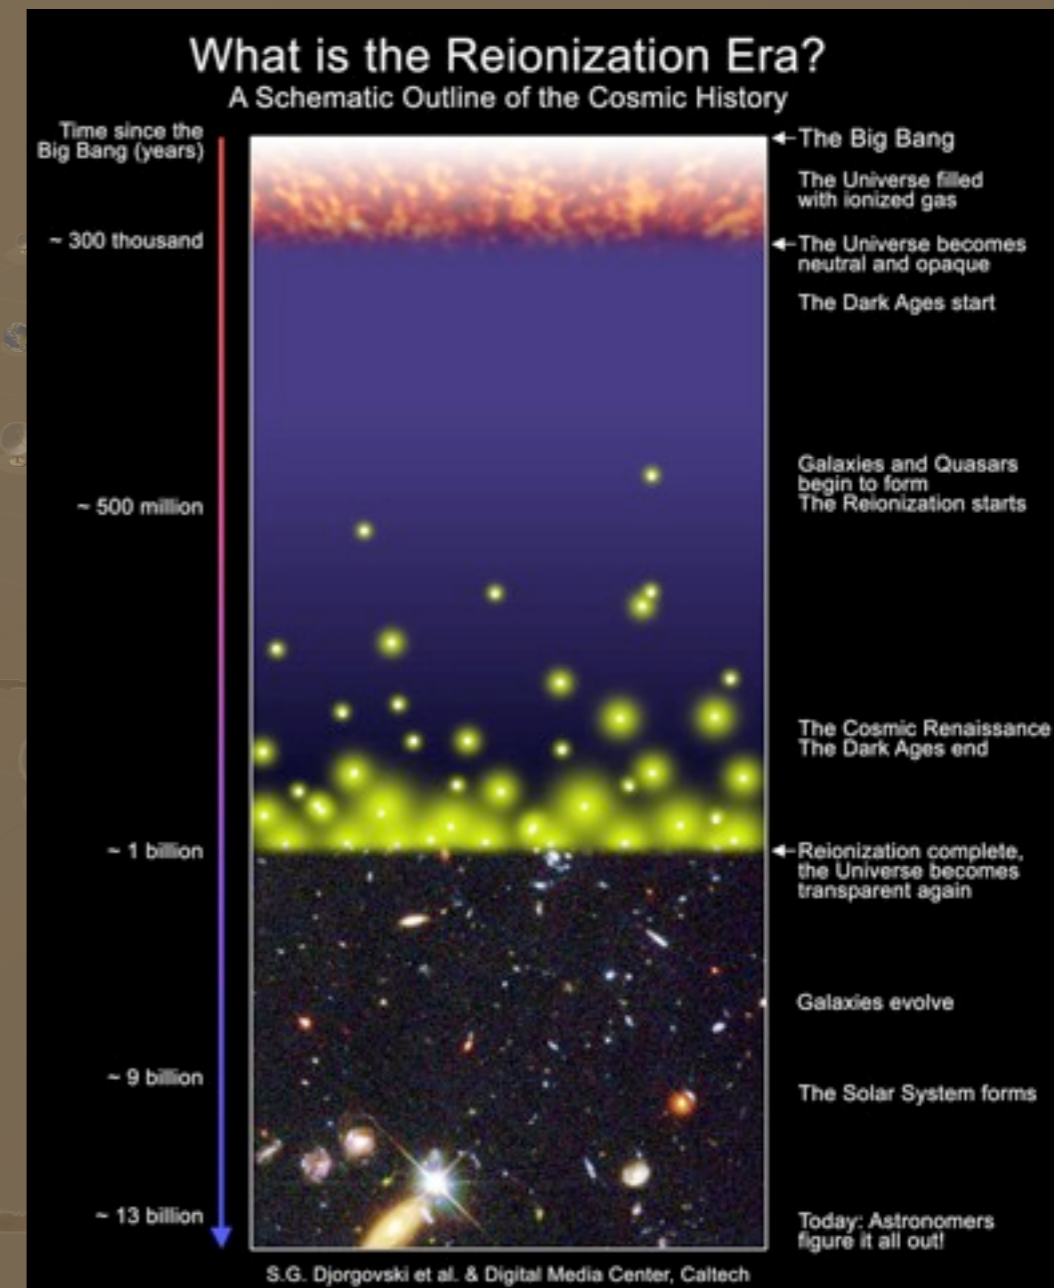 What is the Reionization Era?
A Schematic Outline of the Cosmic History
Time since the
Big Bang (years)
The Big Bang
The Universe filled
with ionized gas
~ 300 thousand
The Universe becomes
neutral and opaque
The Dark Ages start
Galaxies and Quasars
begin to form
~ 500 million
The Reionization starts
The Cosmic Renaissance
The Dark Ages end
~ 1 billion
Reionization complete,
the Universe becomes
transparent again
Galaxies evolve
~ 9 billion
The Solar System forms
~ 13 billion
Today: Astronomers
figure it all out!
S.G. Djorgovski et al. & Digital Media Center, Caltech